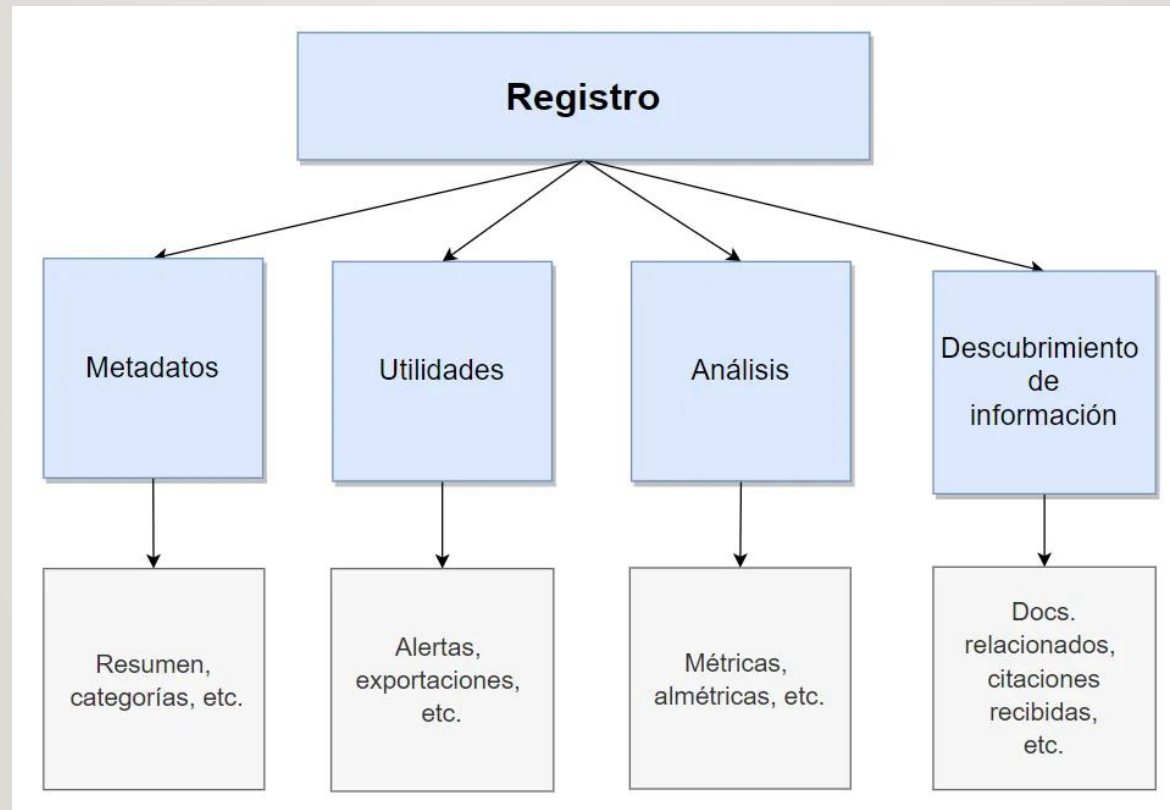 Registro
Metadatos
Utilidades
Análisis
Descubrimiento
de
información
Resumen,
categorías, etc.
Alertas,
exportaciones,
etc.
Métricas,
almétricas, etc.
Docs.
relacionados,
citaciones
recibidas,
etc.